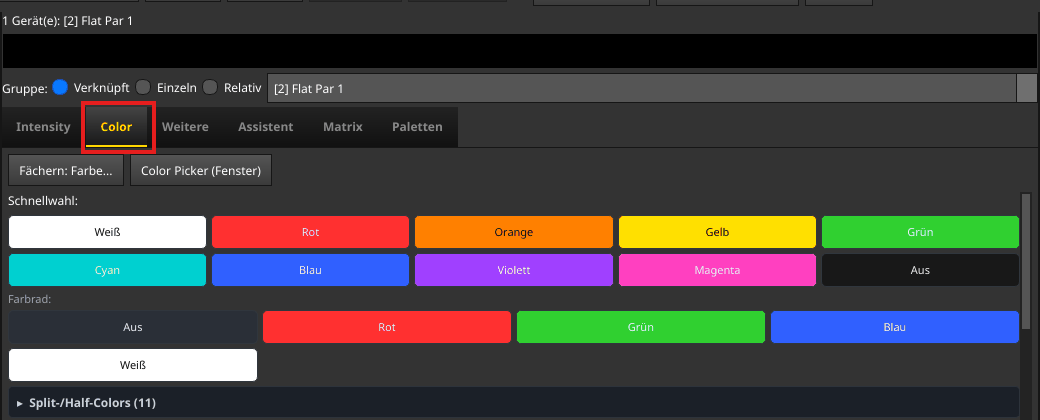 1 Gerät(e): [2] Flat Par 1
Gruppe: Verknüpft Einzeln Relativ [2] Flat Par 1
Intensity Color Weitere Assistent Matrix Paletten
Fächern: Farbe... Color Picker (Fenster)
Schnellwahl:
Weiß Rot Orange Gelb Grün
Cyan Blau Violett Magenta Aus
Farbrad:
Aus Rot Grün Blau
Weiß
▸ Split-/Half-Colors (11)